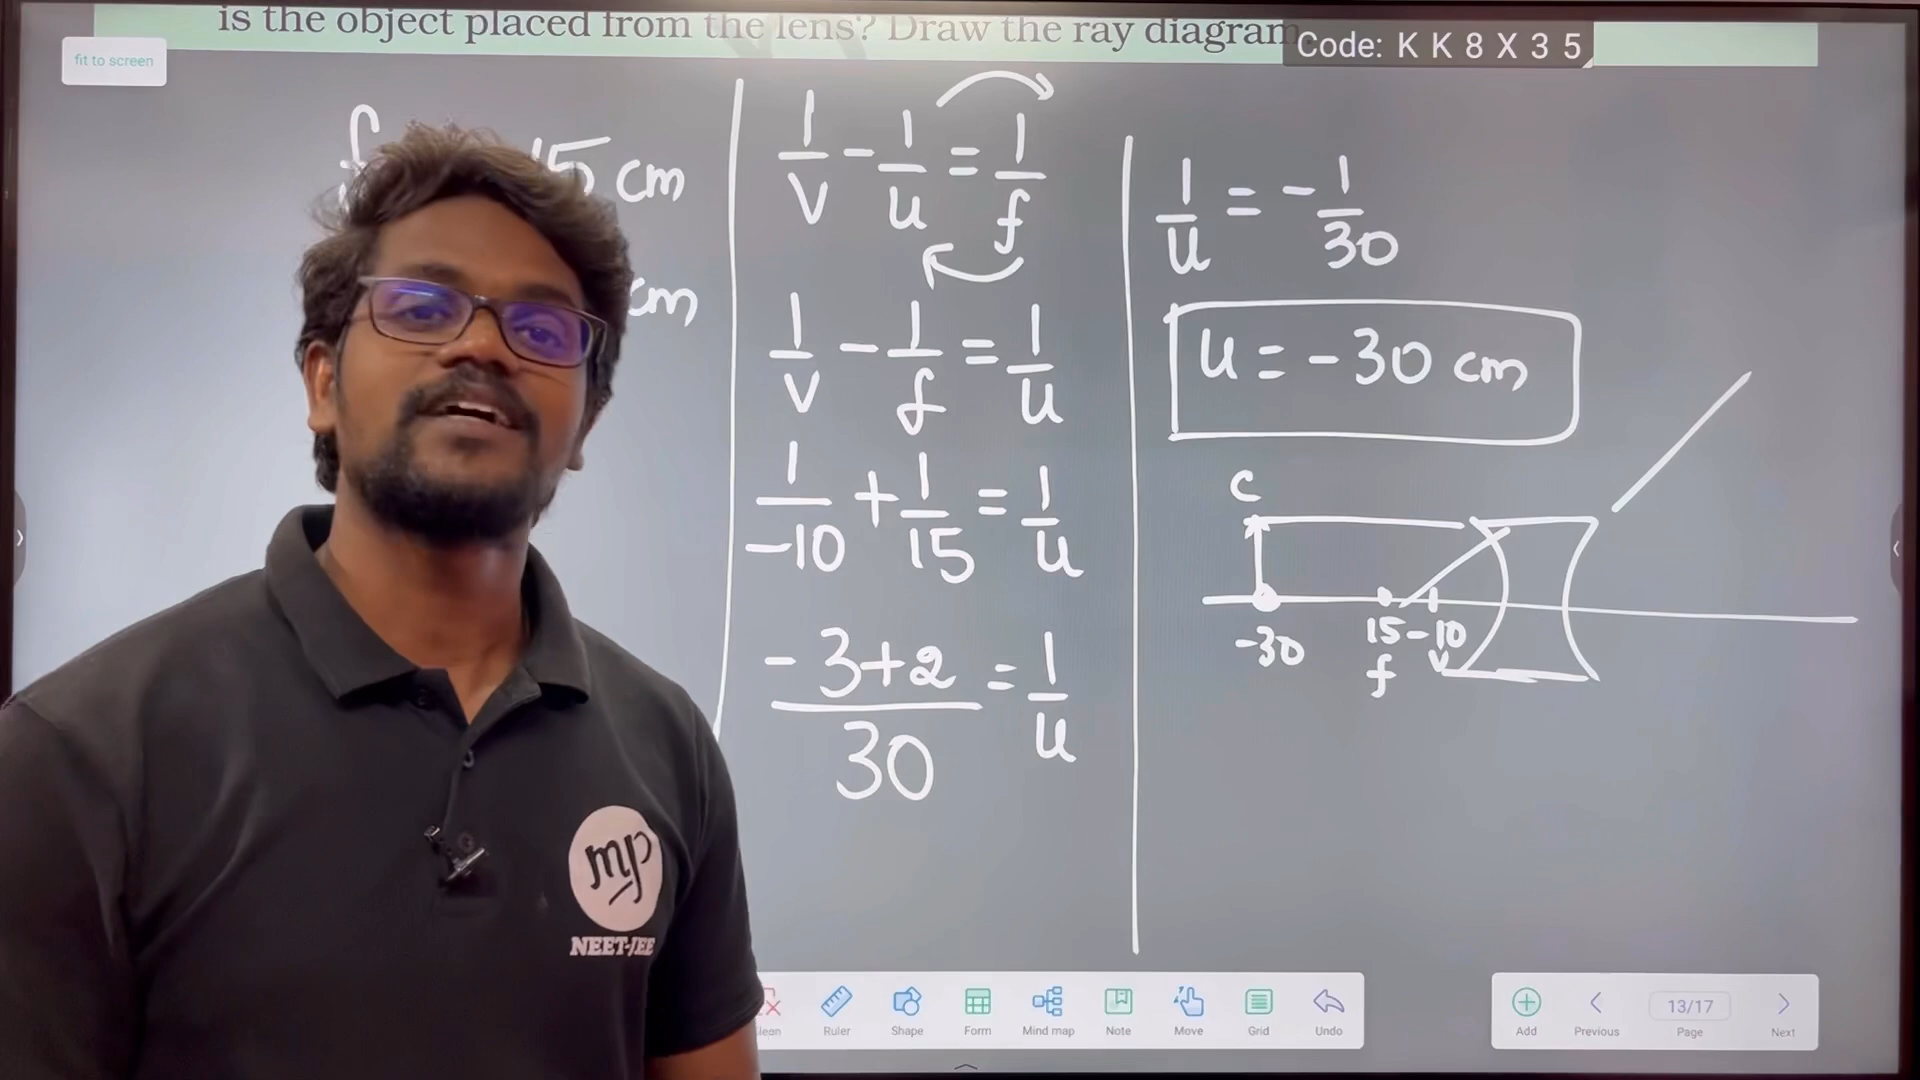 is the object placed from the lens? Draw the ray diagram.
Code: K K 8 X 3 5
fit to screen
f 15 cm
cm
1/v - 1/u = 1/f
1/v - 1/f = 1/u
1/-10 + 1/15 = 1/u
-3+2/30 = 1/u
1/u = -1/30
u = -30 cm
C
-30 15 -10
f v
mp
NEET-JEE
Clean Ruler Shape Form Mind map Note Move Grid Undo
Add Previous 13/17 Page Next